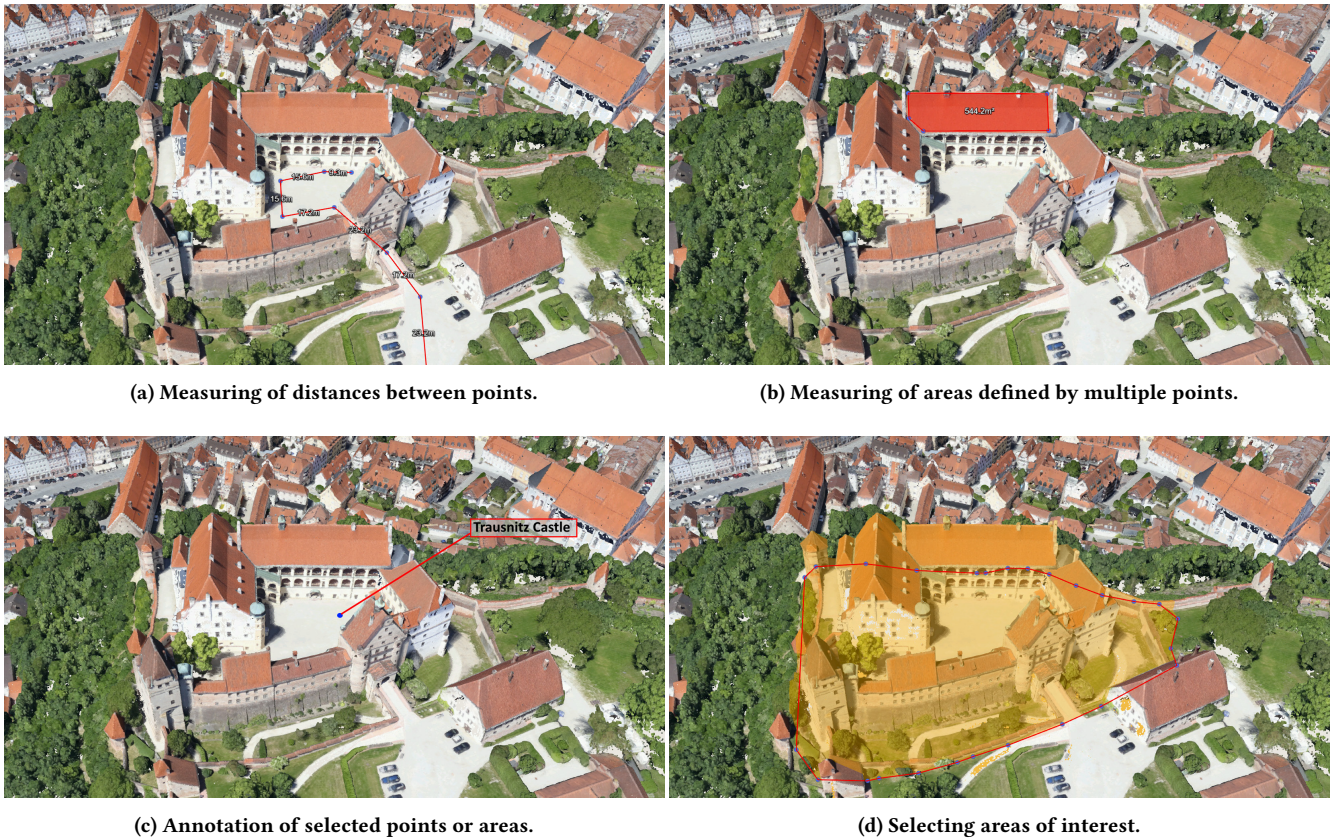 15.6m
9.3m
15.6m
17.2m
23.2m
17.2m
23.2m
544.2m²
(a) Measuring of distances between points.
(b) Measuring of areas defined by multiple points.
Trausnitz Castle
(c) Annotation of selected points or areas.
(d) Selecting areas of interest.